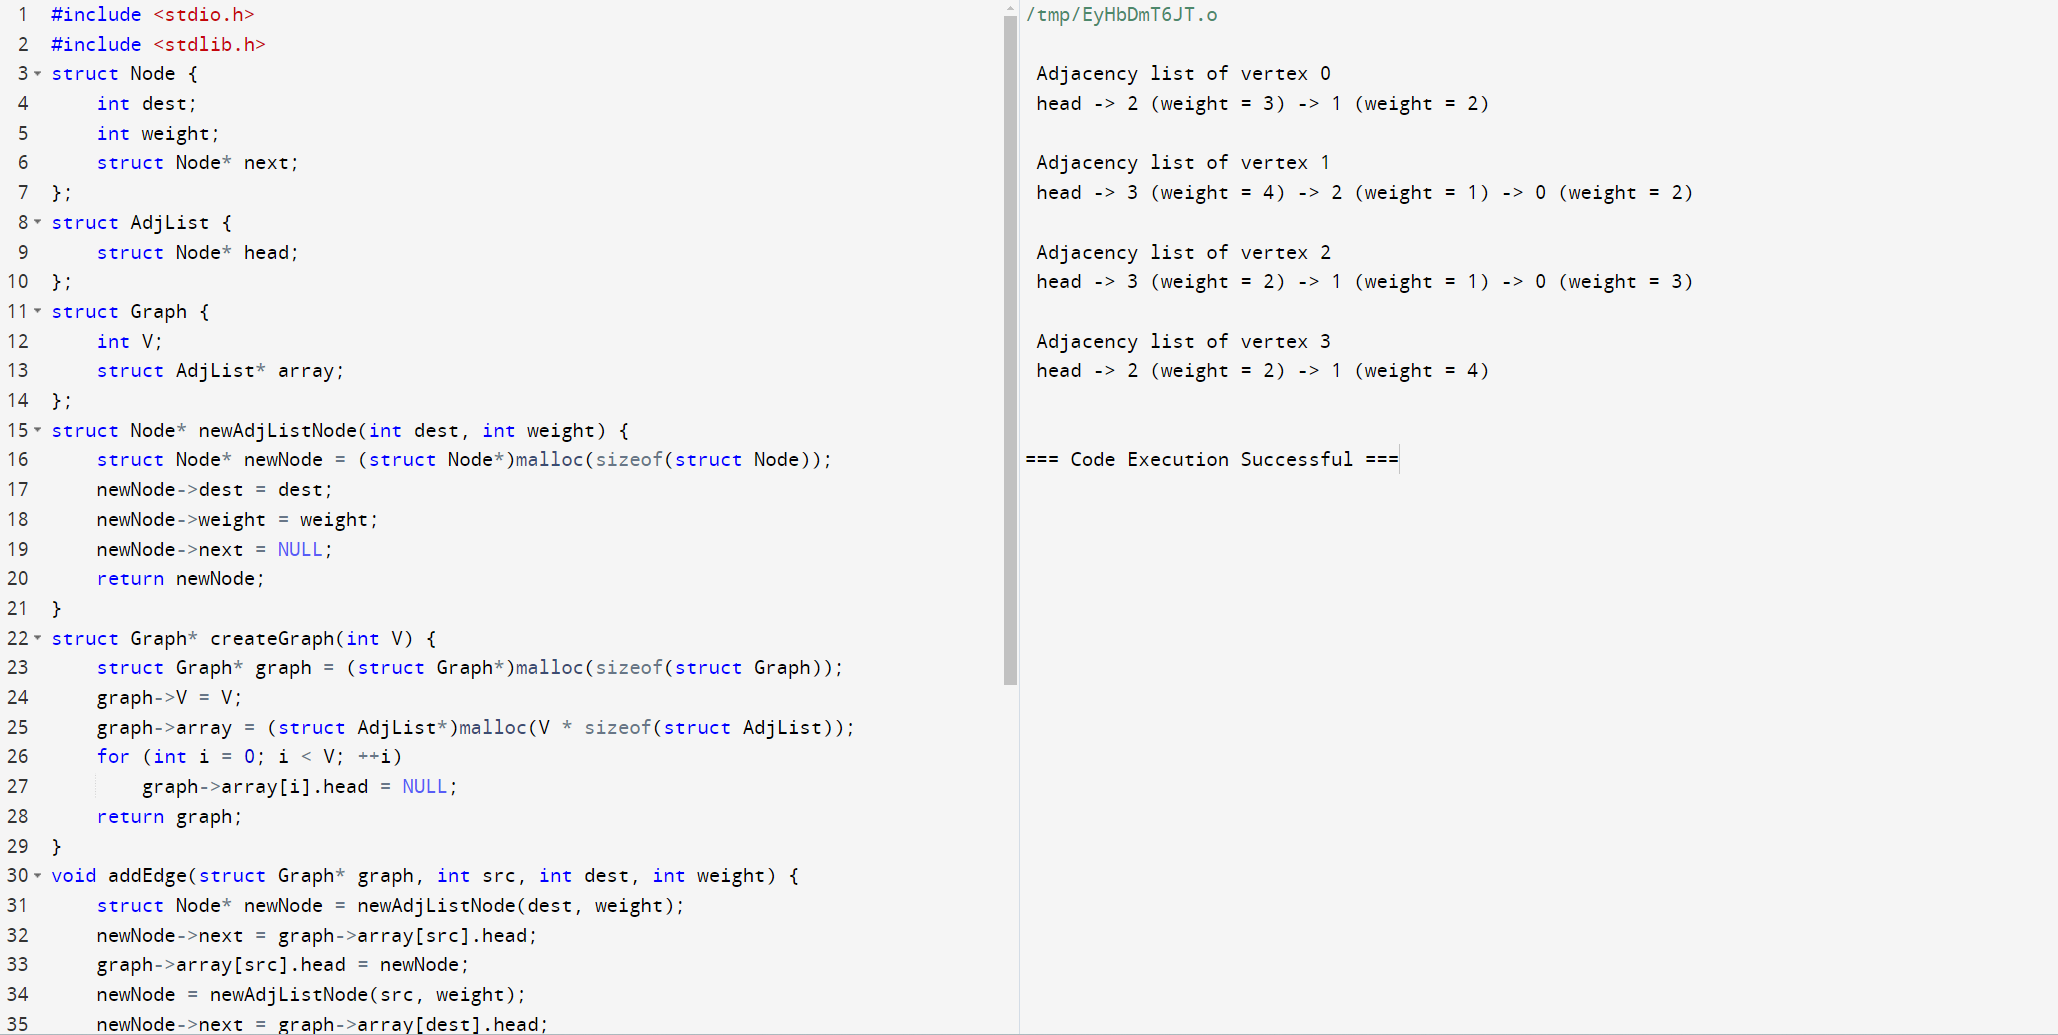 1 #include <stdio.h>
2 #include <stdlib.h>
3 struct Node {
4     int dest;
5     int weight;
6     struct Node* next;
7 };
8 struct AdjList {
9     struct Node* head;
10 };
11 struct Graph {
12     int V;
13     struct AdjList* array;
14 };
15 struct Node* newAdjListNode(int dest, int weight) {
16     struct Node* newNode = (struct Node*)malloc(sizeof(struct Node));
17     newNode->dest = dest;
18     newNode->weight = weight;
19     newNode->next = NULL;
20     return newNode;
21 }
22 struct Graph* createGraph(int V) {
23     struct Graph* graph = (struct Graph*)malloc(sizeof(struct Graph));
24     graph->V = V;
25     graph->array = (struct AdjList*)malloc(V * sizeof(struct AdjList));
26     for (int i = 0; i < V; ++i)
27         graph->array[i].head = NULL;
28     return graph;
29 }
30 void addEdge(struct Graph* graph, int src, int dest, int weight) {
31     struct Node* newNode = newAdjListNode(dest, weight);
32     newNode->next = graph->array[src].head;
33     graph->array[src].head = newNode;
34     newNode = newAdjListNode(src, weight);
35     newNode->next = graph->array[dest].head;
/tmp/EyHbDmT6JT.o
Adjacency list of vertex 0
head -> 2 (weight = 3) -> 1 (weight = 2)
Adjacency list of vertex 1
head -> 3 (weight = 4) -> 2 (weight = 1) -> 0 (weight = 2)
Adjacency list of vertex 2
head -> 3 (weight = 2) -> 1 (weight = 1) -> 0 (weight = 3)
Adjacency list of vertex 3
head -> 2 (weight = 2) -> 1 (weight = 4)
=== Code Execution Successful ===